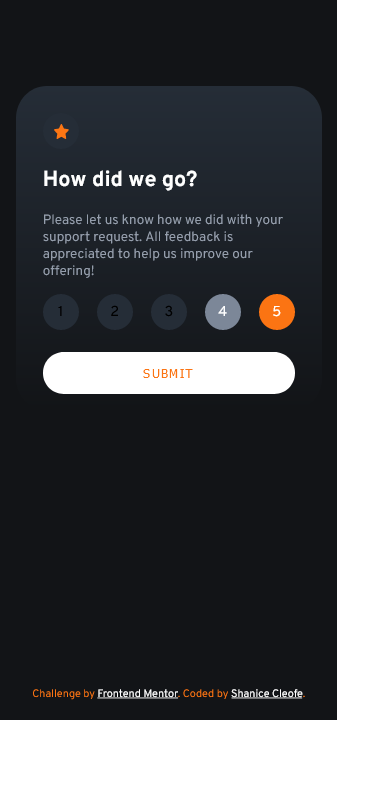 How did we go?
Please let us know how we did with your
support request. All feedback is
appreciated to help us improve our
offering!
1 2 3 4 5
SUBMIT
Challenge by Frontend Mentor. Coded by Shanice Cleofe.